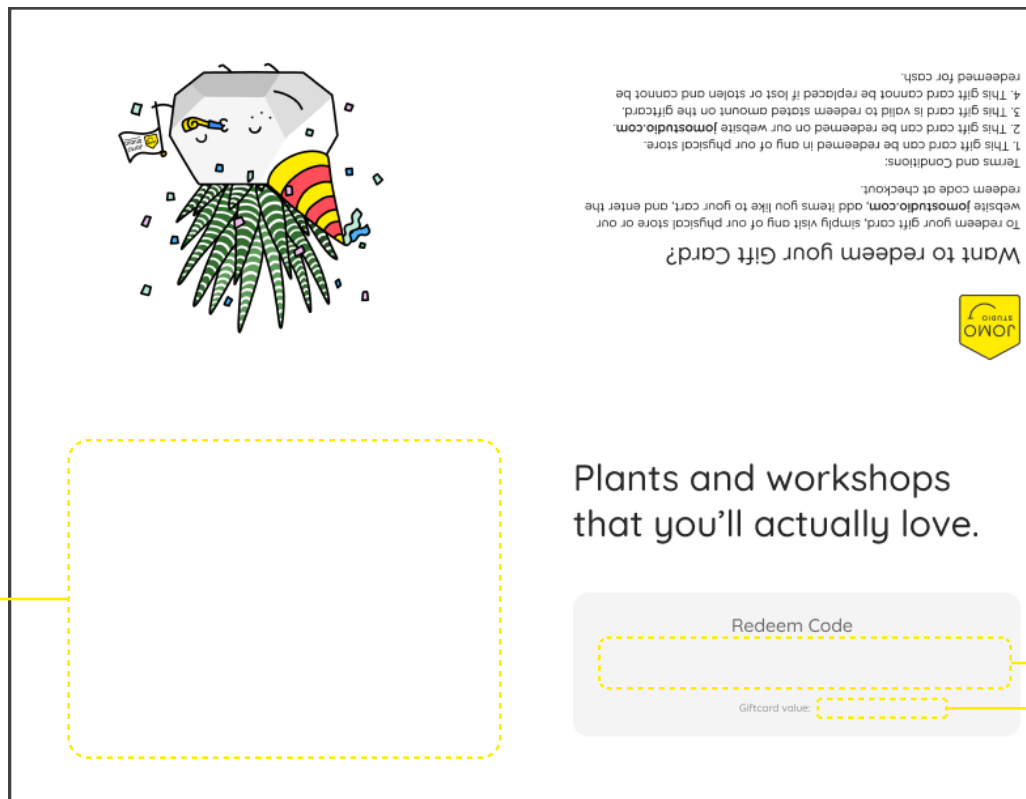 Want to redeem your Gift Card?
To redeem your gift card, simply visit any of our physical store or our
website jomostudio.com, add items you like to your cart, and enter the
redeem code at checkout.
Terms and Conditions:
1. This gift card can be redeemed in any of our physical store.
2. This gift card can be redeemed on our website jomostudio.com.
3. This gift card is valid to redeem stated amount on the giftcard.
4. This gift card cannot be replaced if lost or stolen and cannot be
redeemed for cash.
JOMO
STUDIO
Plants and workshops
that you’ll actually love.
Redeem Code
Giftcard value: